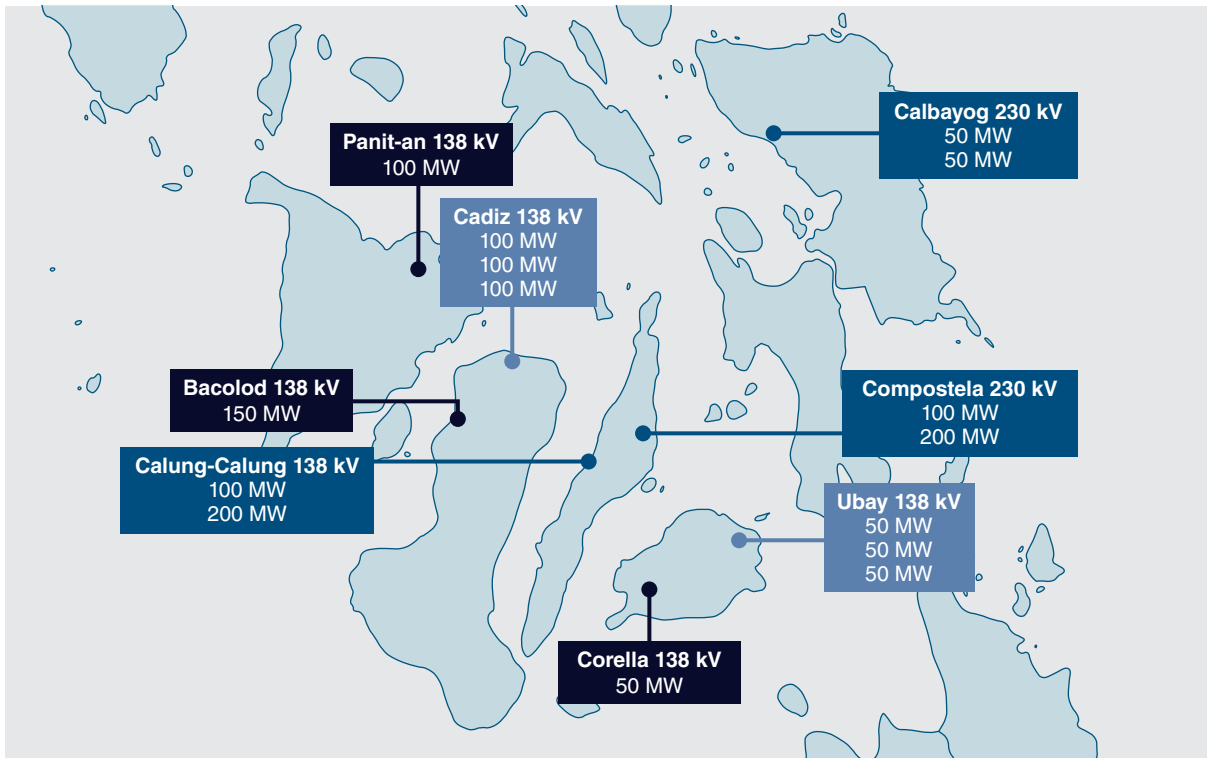 Calbayog 230 kV
50 MW
50 MW
Panit-an 138 kV
100 MW
Cadiz 138 kV
100 MW
100 MW
100 MW
Bacolod 138 kV
150 MW
Compostela 230 kV
100 MW
200 MW
Calung-Calung 138 kV
100 MW
200 MW
Ubay 138 kV
50 MW
50 MW
50 MW
Corella 138 kV
50 MW